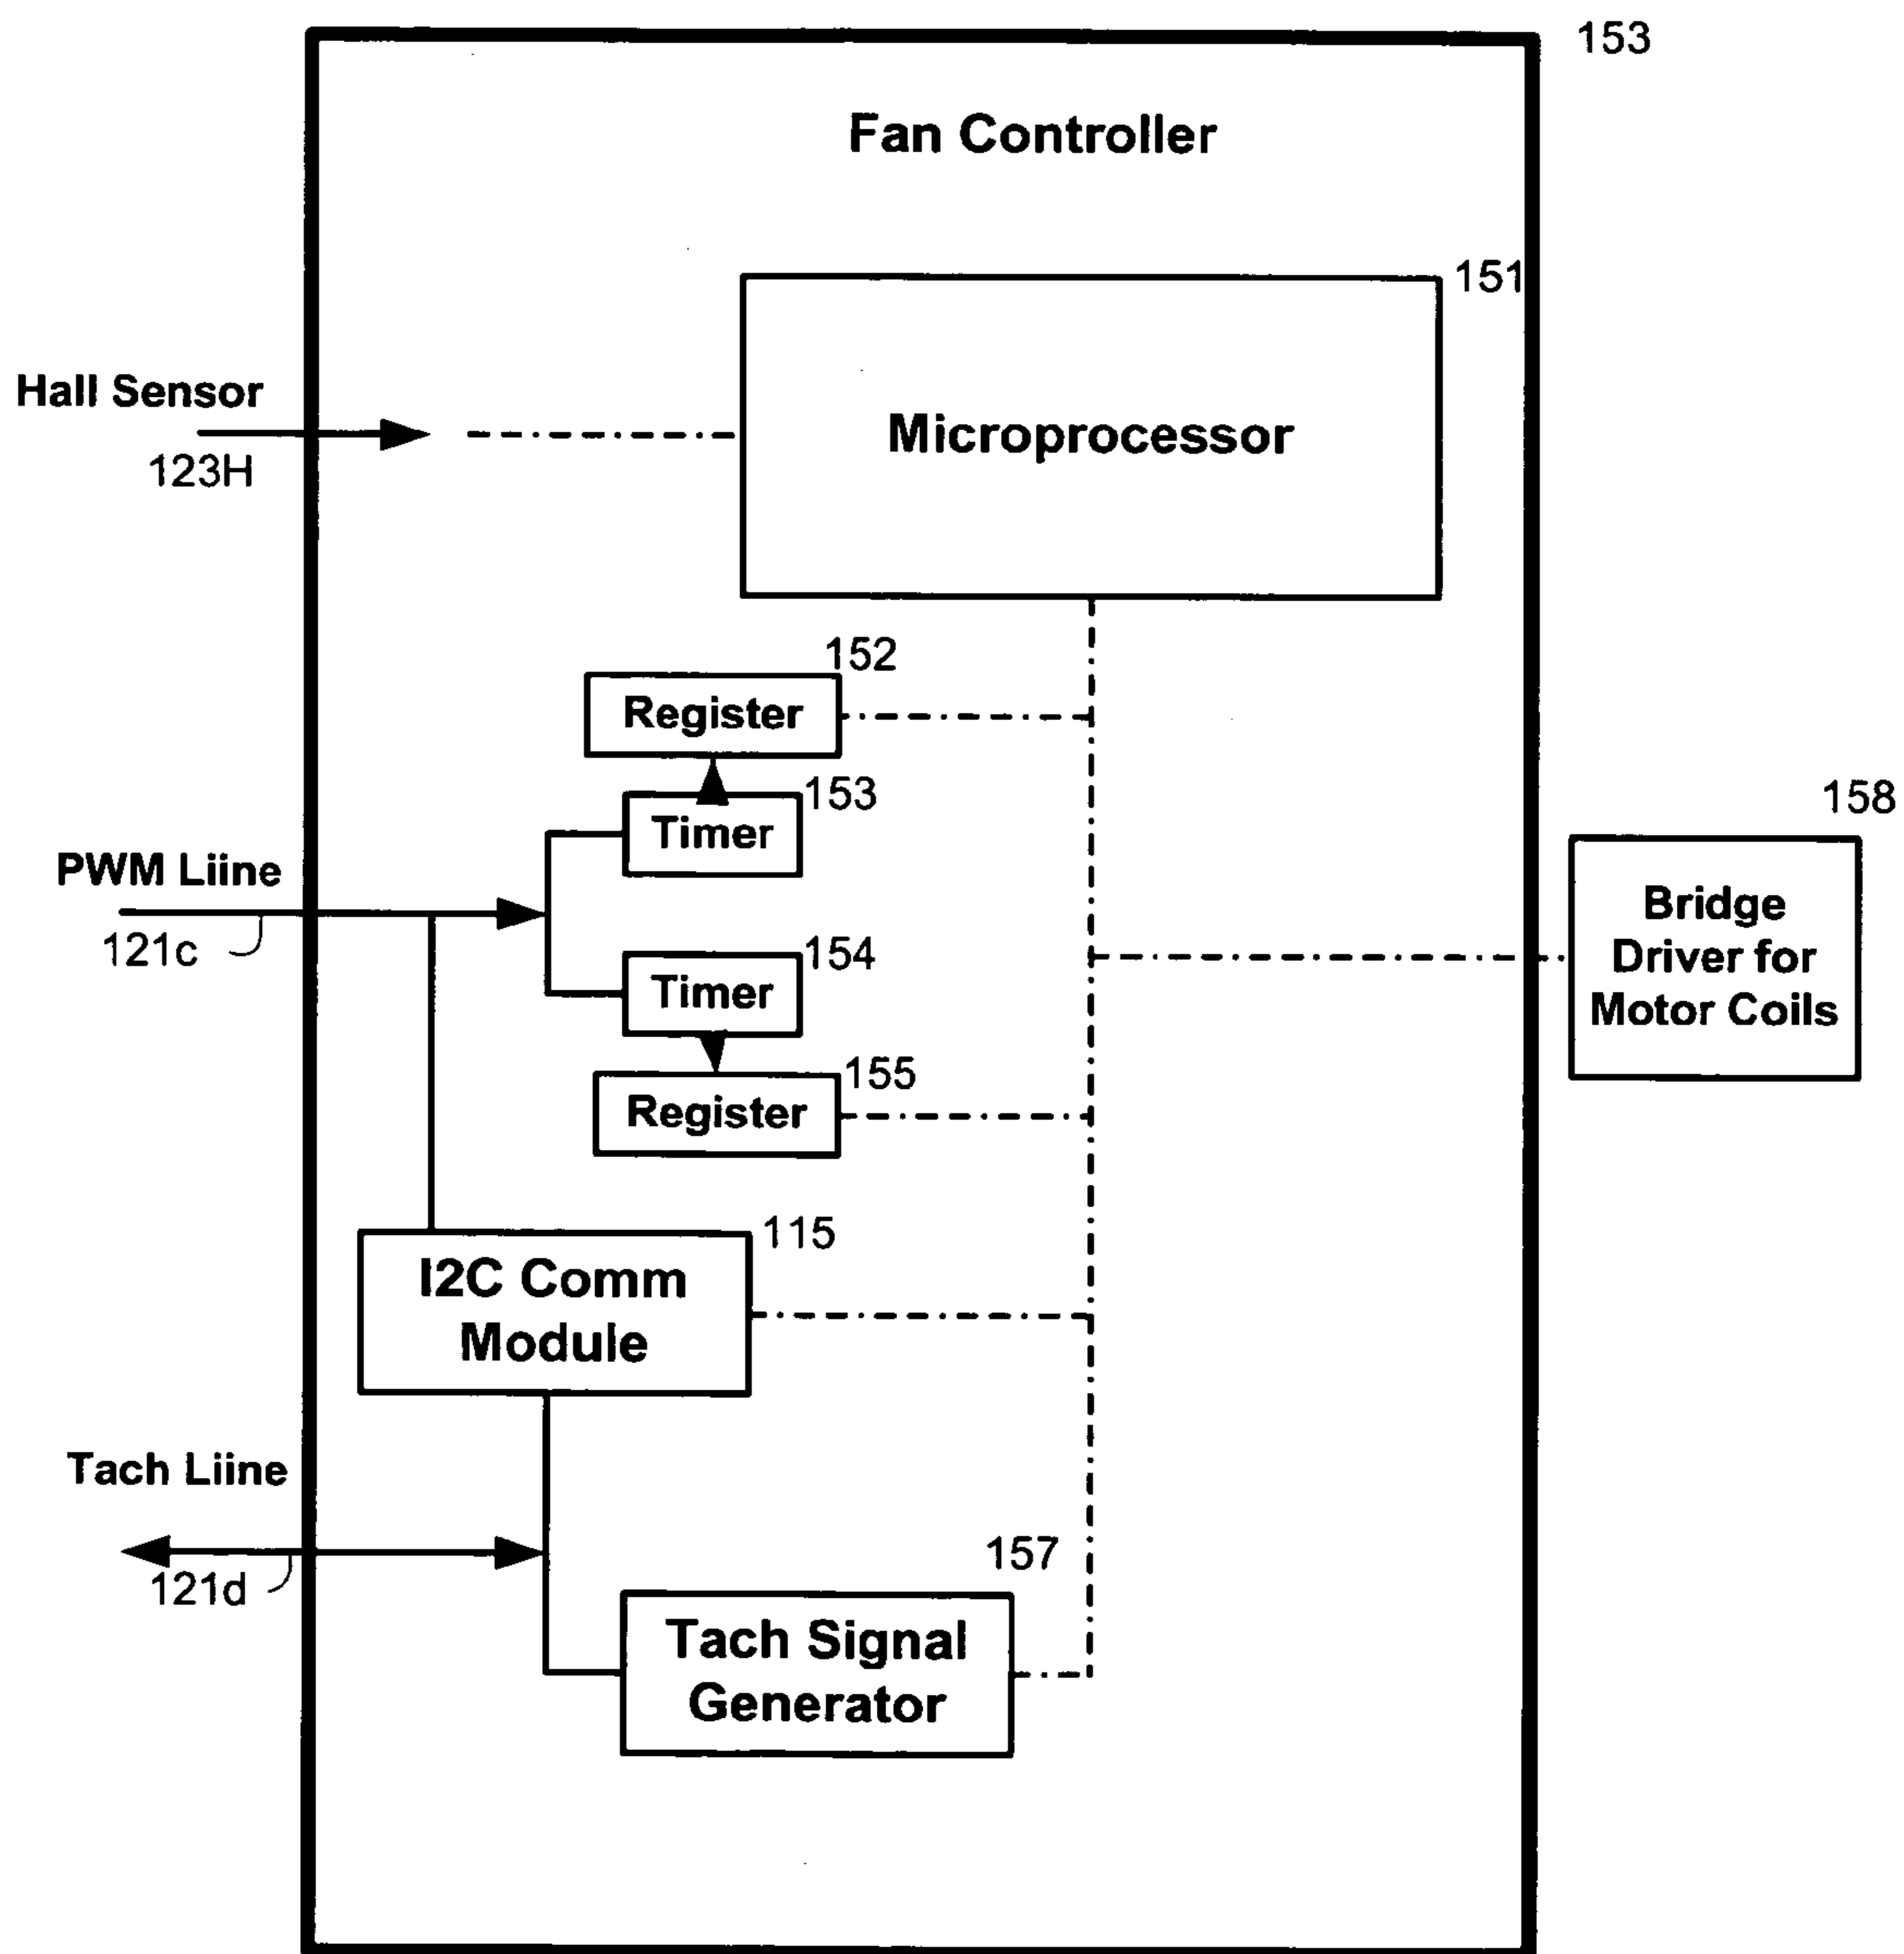 153
Fan Controller
151
Hall Sensor
123H
Microprocessor
152
Register
153
Timer
158
PWM Liine
121c
154
Timer
Bridge
Driver for
Motor Coils
155
Register
115
I2C Comm
Module
Tach Liine
121d
157
Tach Signal
Generator